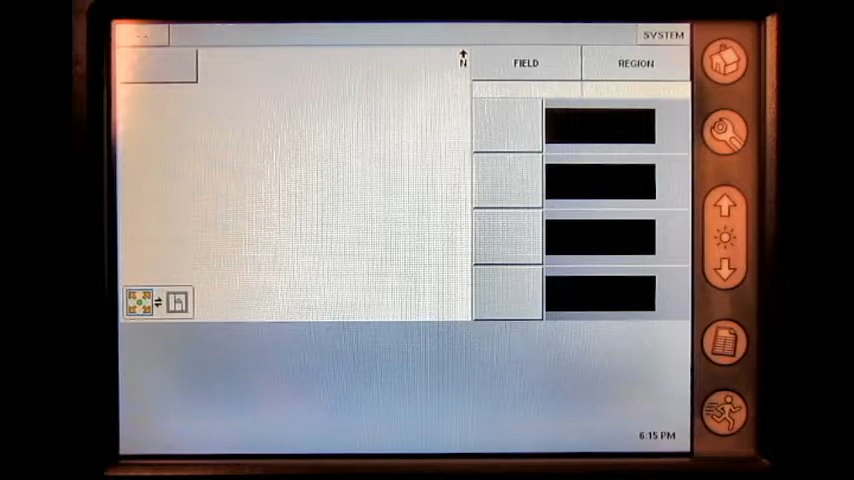 --
SYSTEM
N
FIELD
REGION
6:15 PM